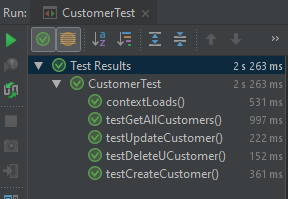 Run: CustomerTest
Test Results 2 s 263 ms
CustomerTest 2 s 263 ms
contextLoads() 531 ms
testGetAllCustomers() 997 ms
testUpdateCustomer() 222 ms
testDeleteUCustomer() 152 ms
testCreateCustomer() 361 ms